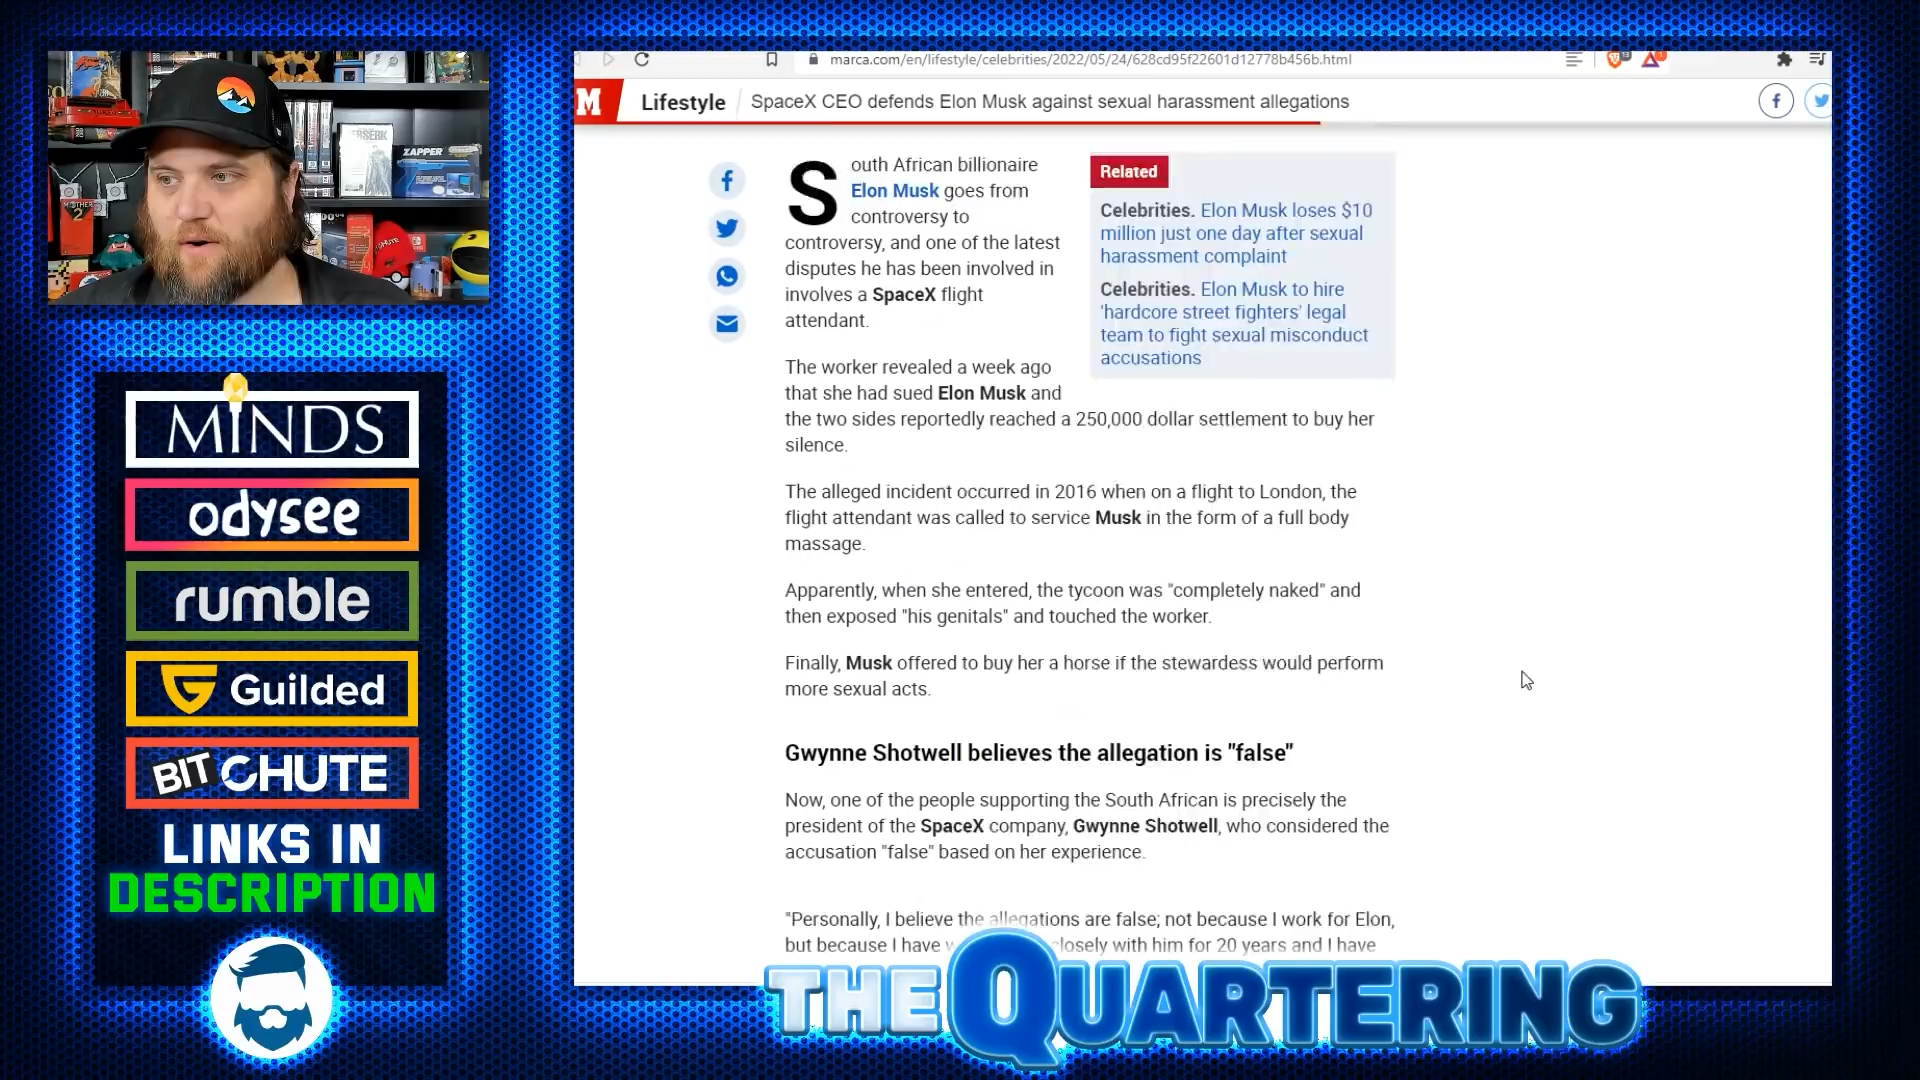 marca.com/en/lifestyle/celebrities/2022/05/24/628cd95f22601d12778b456b.html
M
Lifestyle
SpaceX CEO defends Elon Musk against sexual harassment allegations
South African billionaire
Elon Musk goes from
controversy to
controversy, and one of the latest
disputes he has been involved in
involves a SpaceX flight
attendant.
Related
Celebrities. Elon Musk loses $10
million just one day after sexual
harassment complaint
Celebrities. Elon Musk to hire
'hardcore street fighters' legal
team to fight sexual misconduct
accusations
The worker revealed a week ago
that she had sued Elon Musk and
the two sides reportedly reached a 250,000 dollar settlement to buy her
silence.
The alleged incident occurred in 2016 when on a flight to London, the
flight attendant was called to service Musk in the form of a full body
massage.
Apparently, when she entered, the tycoon was "completely naked" and
then exposed "his genitals" and touched the worker.
Finally, Musk offered to buy her a horse if the stewardess would perform
more sexual acts.
Gwynne Shotwell believes the allegation is "false"
Now, one of the people supporting the South African is precisely the
president of the SpaceX company, Gwynne Shotwell, who considered the
accusation "false" based on her experience.
"Personally, I believe the allegations are false; not because I work for Elon,
but because I have closely with him for 20 years and I have
BERSERK
ZAPPER
MOTHER
2
MINDS
odysee
rumble
Guilded
BITCHUTE
LINKS IN
DESCRIPTION
THE QUARTERING